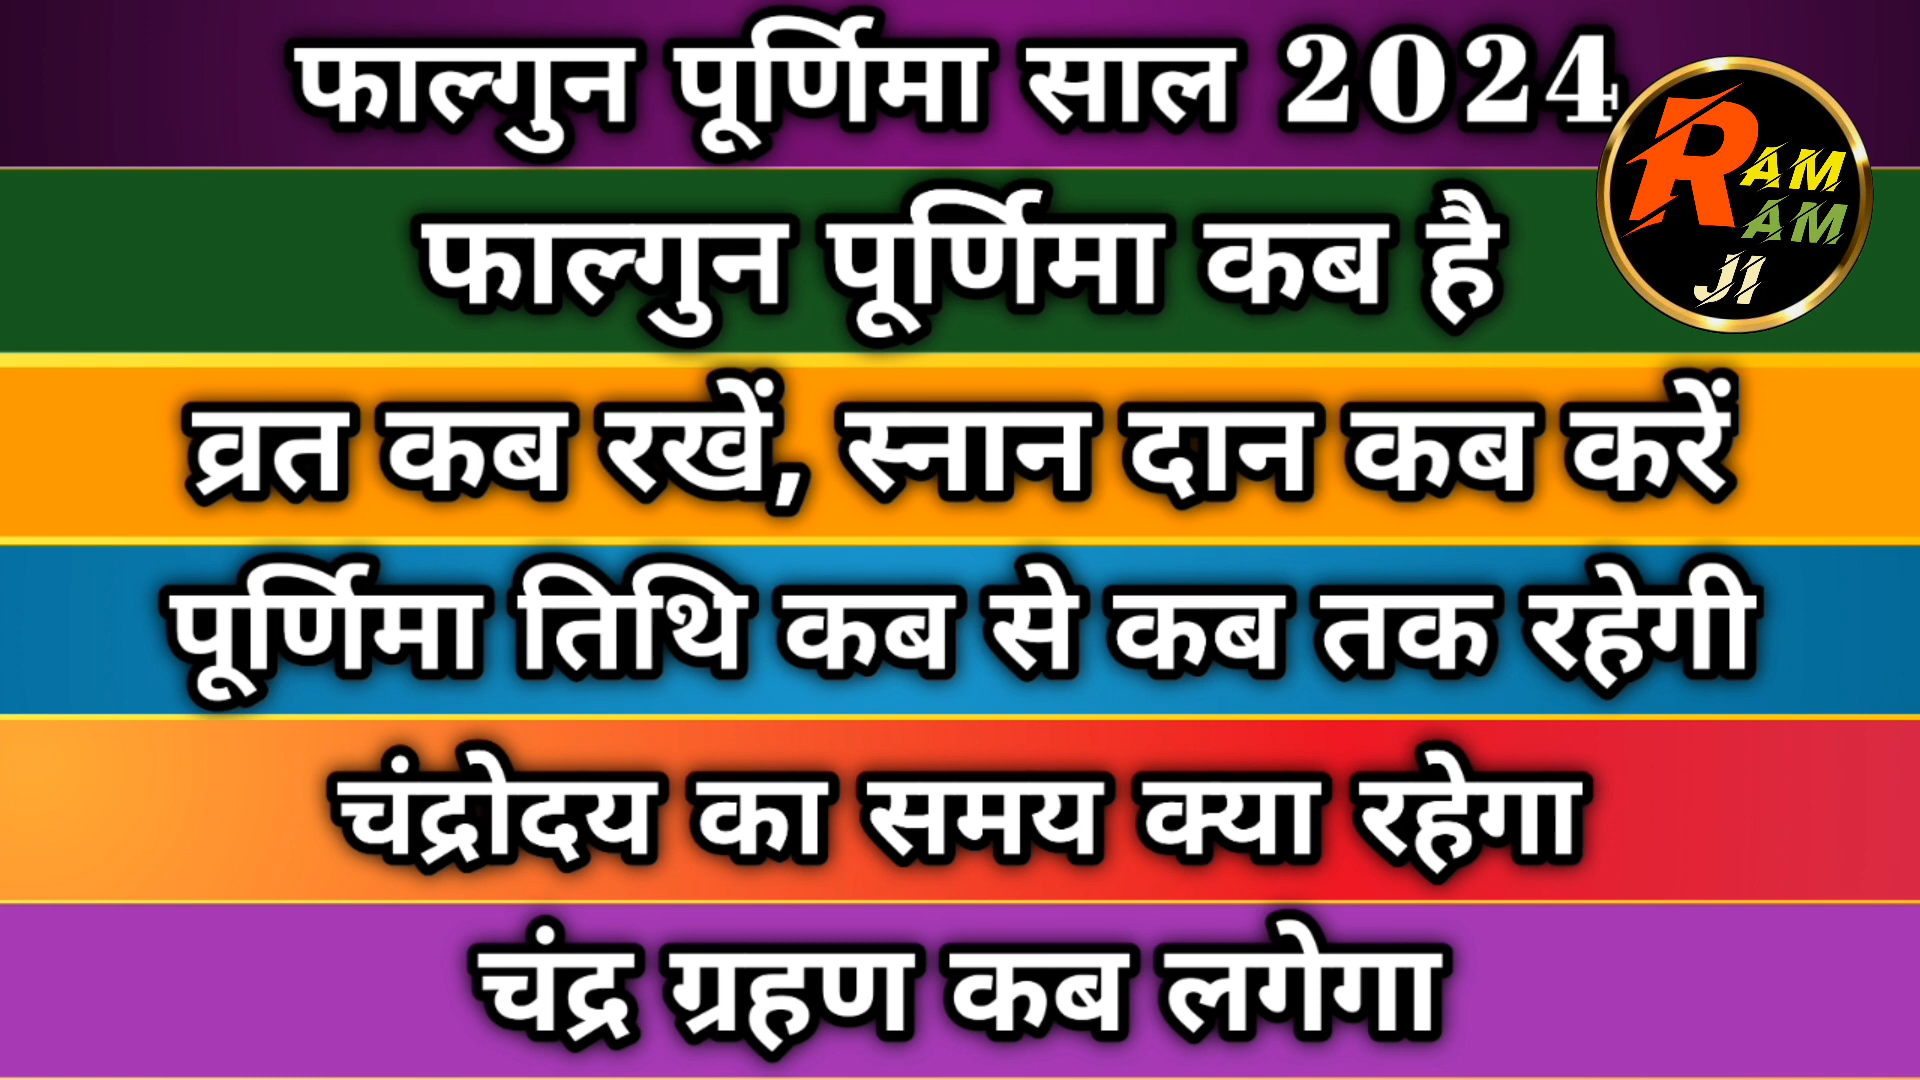 फाल्गुन पूर्णिमा साल 2024
फाल्गुन पूर्णिमा कब है
व्रत कब रखें, स्नान दान कब करें
पूर्णिमा तिथि कब से कब तक रहेगी
चंद्रोदय का समय क्या रहेगा
चंद्र ग्रहण कब लगेगा
RAM
AM
JI